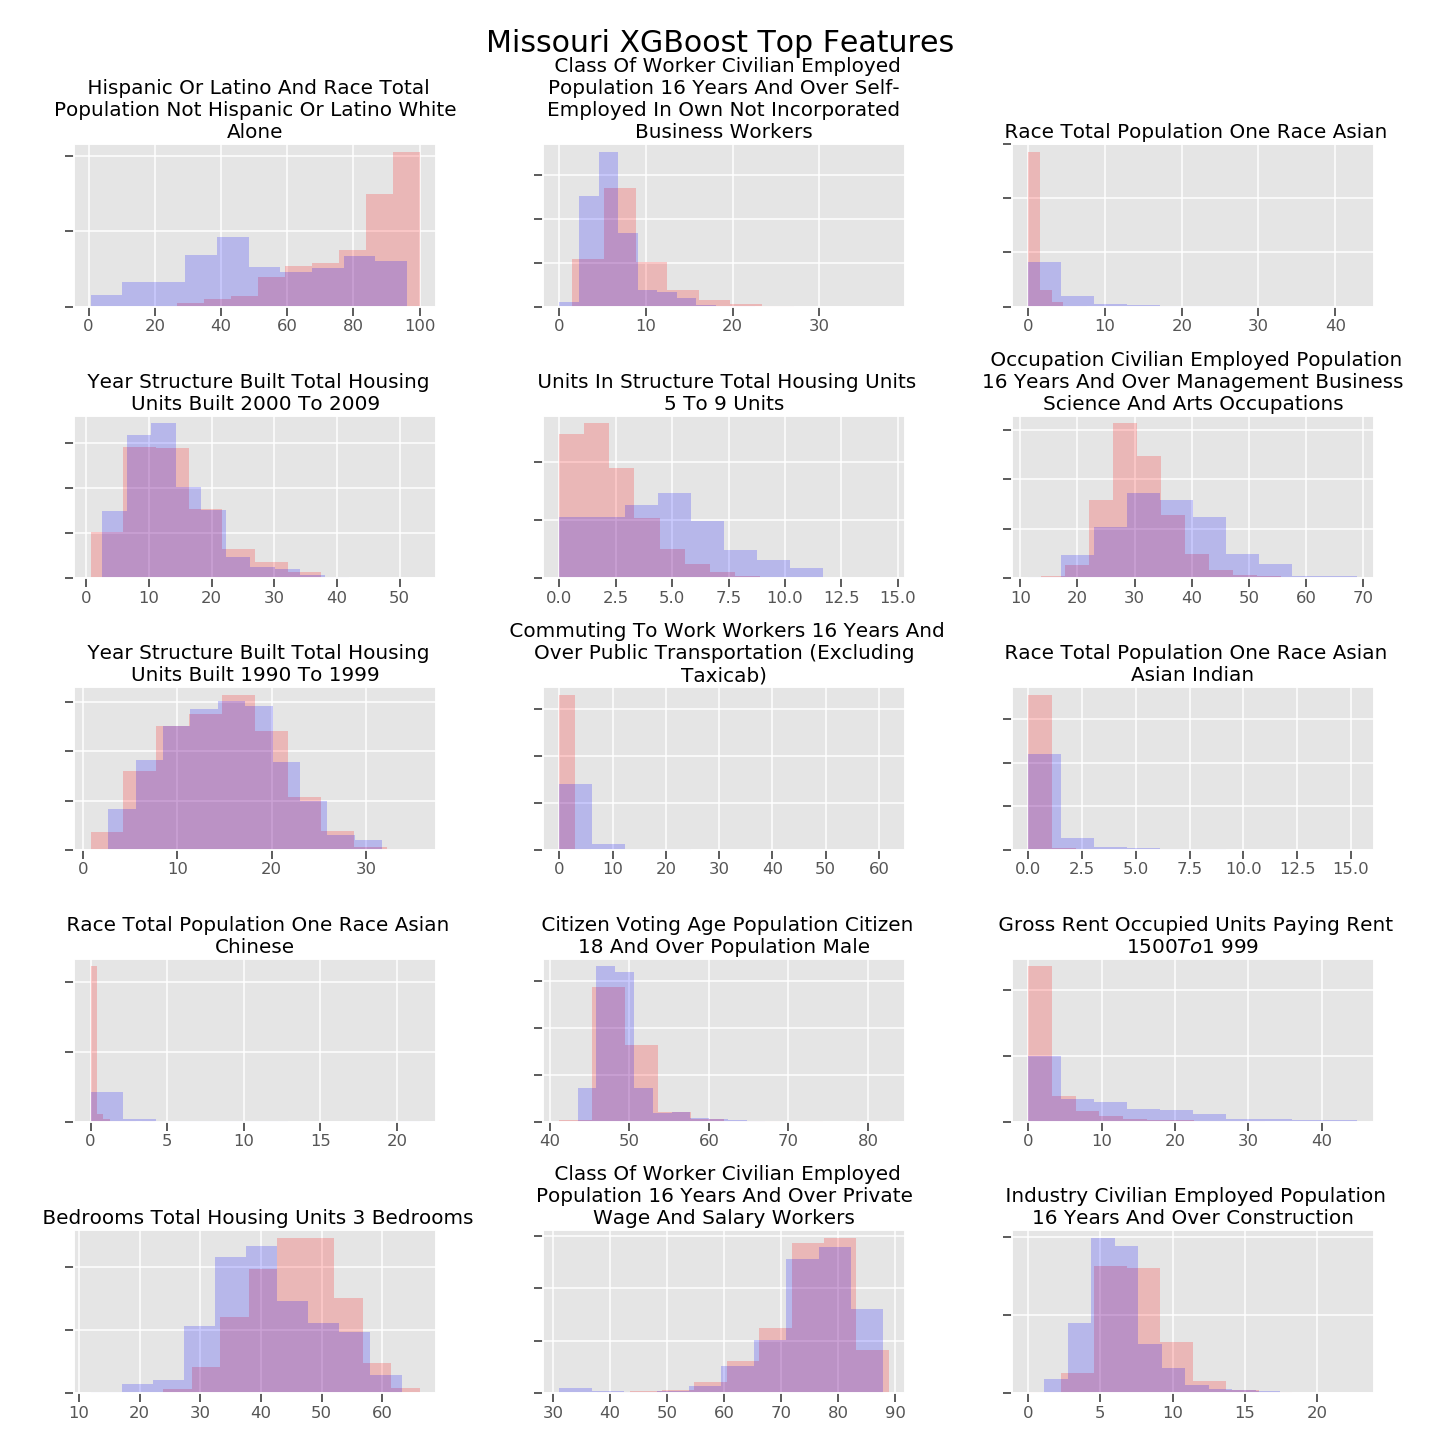 Missouri XGBoost Top Features
Hispanic Or Latino And Race Total
Population Not Hispanic Or Latino White
Alone
0 20 40 60 80 100
Class Of Worker Civilian Employed
Population 16 Years And Over Self-
Employed In Own Not Incorporated
Business Workers
0 10 20 30
Race Total Population One Race Asian
0 10 20 30 40
Year Structure Built Total Housing
Units Built 2000 To 2009
0 10 20 30 40 50
Units In Structure Total Housing Units
5 To 9 Units
0.0 2.5 5.0 7.5 10.0 12.5 15.0
Occupation Civilian Employed Population
16 Years And Over Management Business
Science And Arts Occupations
10 20 30 40 50 60 70
Year Structure Built Total Housing
Units Built 1990 To 1999
0 10 20 30
Commuting To Work Workers 16 Years And
Over Public Transportation (Excluding
Taxicab)
0 10 20 30 40 50 60
Race Total Population One Race Asian
Asian Indian
0.0 2.5 5.0 7.5 10.0 12.5 15.0
Race Total Population One Race Asian
Chinese
0 5 10 15 20
Citizen Voting Age Population Citizen
18 And Over Population Male
40 50 60 70 80
Gross Rent Occupied Units Paying Rent
1500To1 999
0 10 20 30 40
Bedrooms Total Housing Units 3 Bedrooms
10 20 30 40 50 60
Class Of Worker Civilian Employed
Population 16 Years And Over Private
Wage And Salary Workers
30 40 50 60 70 80 90
Industry Civilian Employed Population
16 Years And Over Construction
0 5 10 15 20